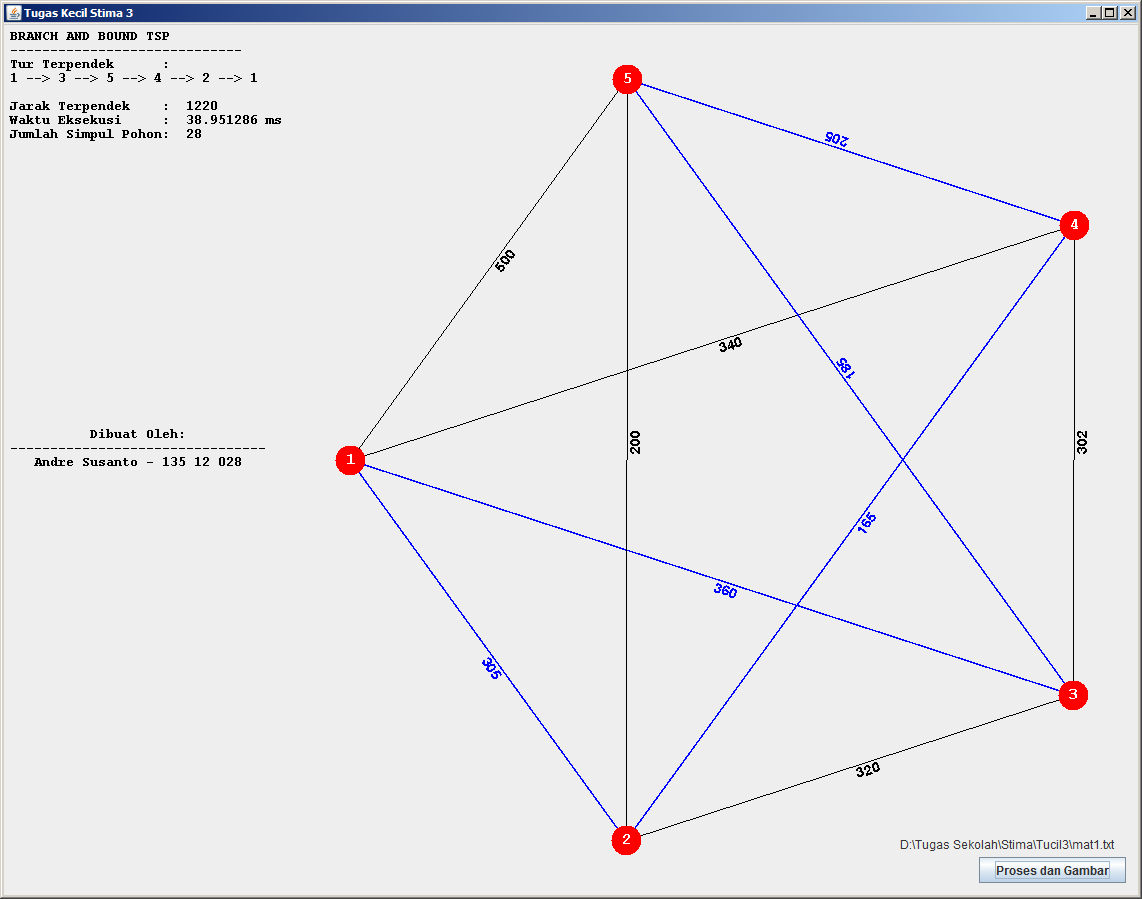 Tugas Kecil Stima 3
BRANCH AND BOUND TSP
-----------------------------
Tur Terpendek      :
1 --> 3 --> 5 --> 4 --> 2 --> 1
Jarak Terpendek    :  1220
Waktu Eksekusi     :  38.951286 ms
Jumlah Simpul Pohon:  28
5
205
4
500
340
185
Dibuat Oleh:
--------------------------------
Andre Susanto - 135 12 028
1
200
302
165
360
305
3
320
2
D:\Tugas Sekolah\Stima\Tucil3\mat1.txt
Proses dan Gambar